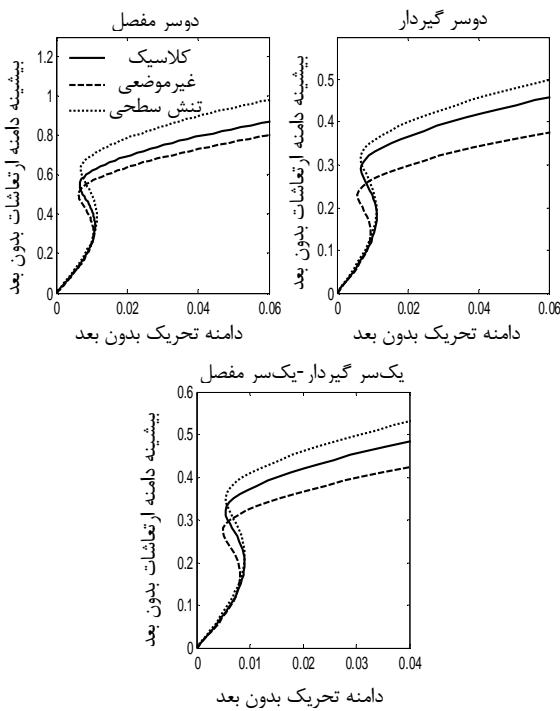 دوسر مفصل
1.2
1
0.8
0.6
0.4
0.2
0
0
0.02
0.04
0.06
کلاسیک
غیرموضعی
تنش سطحی
بیشینه دامنه ارتعاشات بدون بعد
دامنه تحریک بدون بعد
دوسر گیردار
0.5
0.4
0.3
0.2
0.1
0
0
0.02
0.04
0.06
بیشینه دامنه ارتعاشات بدون بعد
دامنه تحریک بدون بعد
یک‌سر گیردار-یک‌سر مفصل
0.6
0.5
0.4
0.3
0.2
0.1
0
0
0.01
0.02
0.03
0.04
بیشینه دامنه ارتعاشات بدون بعد
دامنه تحریک بدون بعد